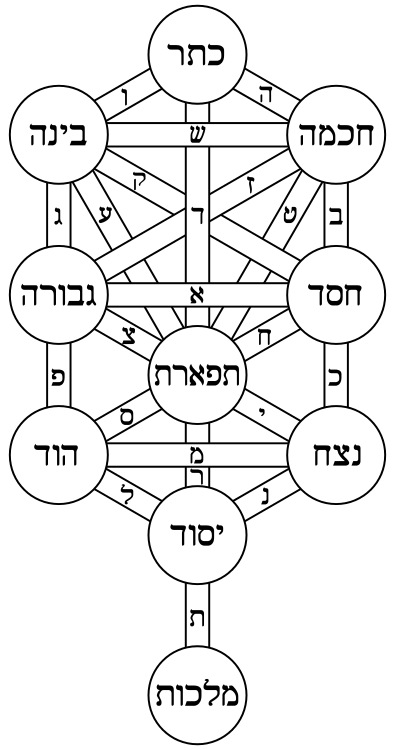 כתר
ה ו
חכמה ש בינה
ז ק
ב ט ד ע ג
חסד א גבורה
ח צ
כ תפארת פ
י ס
נצח מ הוד
ר
נ ל
יסוד
ת
מלכות